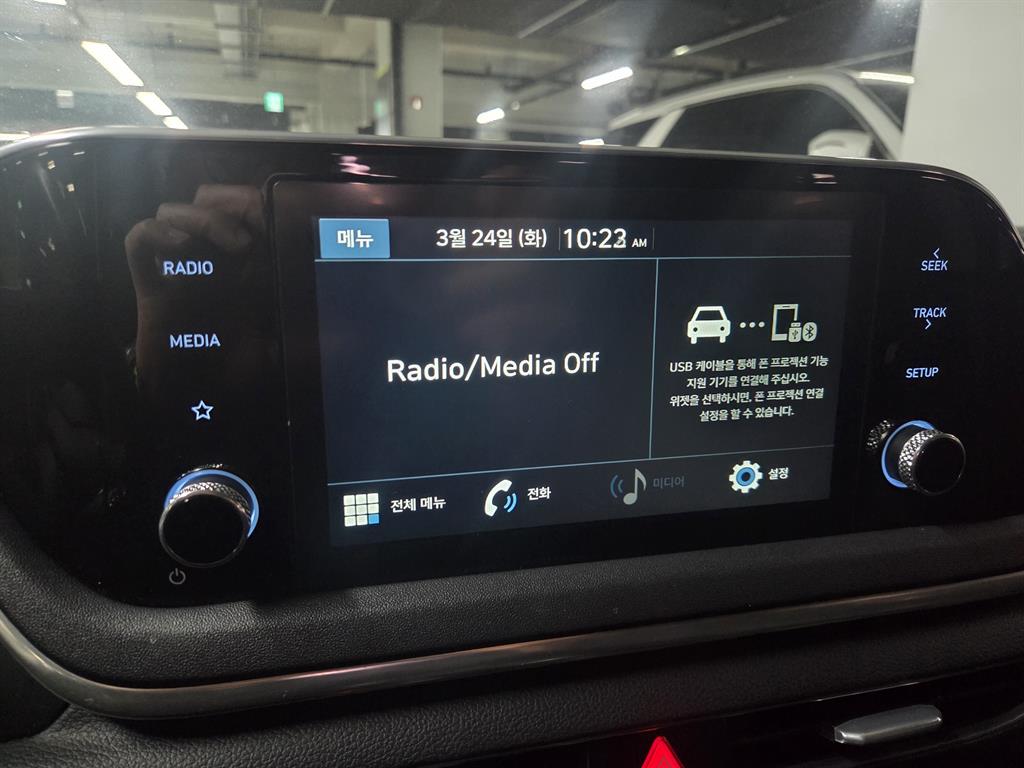 메뉴 3월 24일 (화) 10:23 AM
RADIO
MEDIA
Radio/Media Off
USB 케이블을 통해 폰 프로젝션 기능
지원 기기를 연결해 주십시오.
위젯을 선택하시면, 폰 프로젝션 연결
설정을 할 수 있습니다.
전체 메뉴 전화 미디어 설정
SEEK
TRACK
SETUP